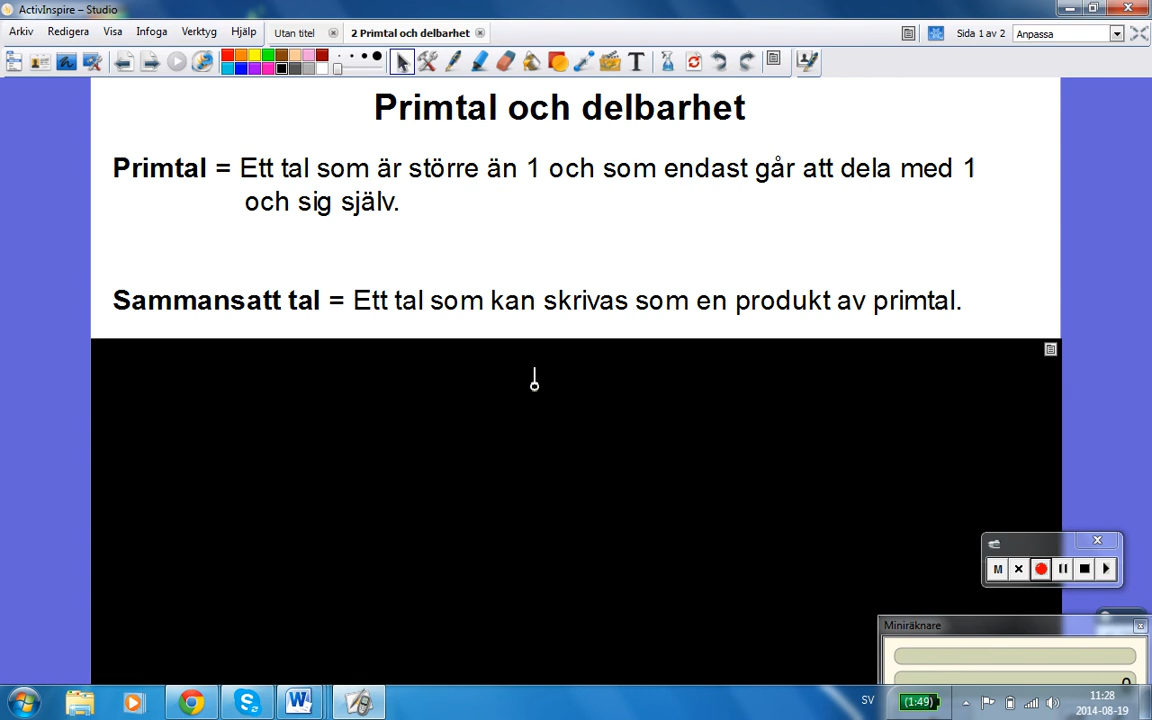 ActivInspire – Studio
Arkiv Redigera Visa Infoga Verktyg Hjälp Utan titel 2 Primtal och delbarhet Sida 1 av 2 Anpassa
Primtal och delbarhet
Primtal = Ett tal som är större än 1 och som endast går att dela med 1
och sig själv.
Sammansatt tal = Ett tal som kan skrivas som en produkt av primtal.
M
Miniräknare
0
SV (1:49) 11:28
2014-08-19